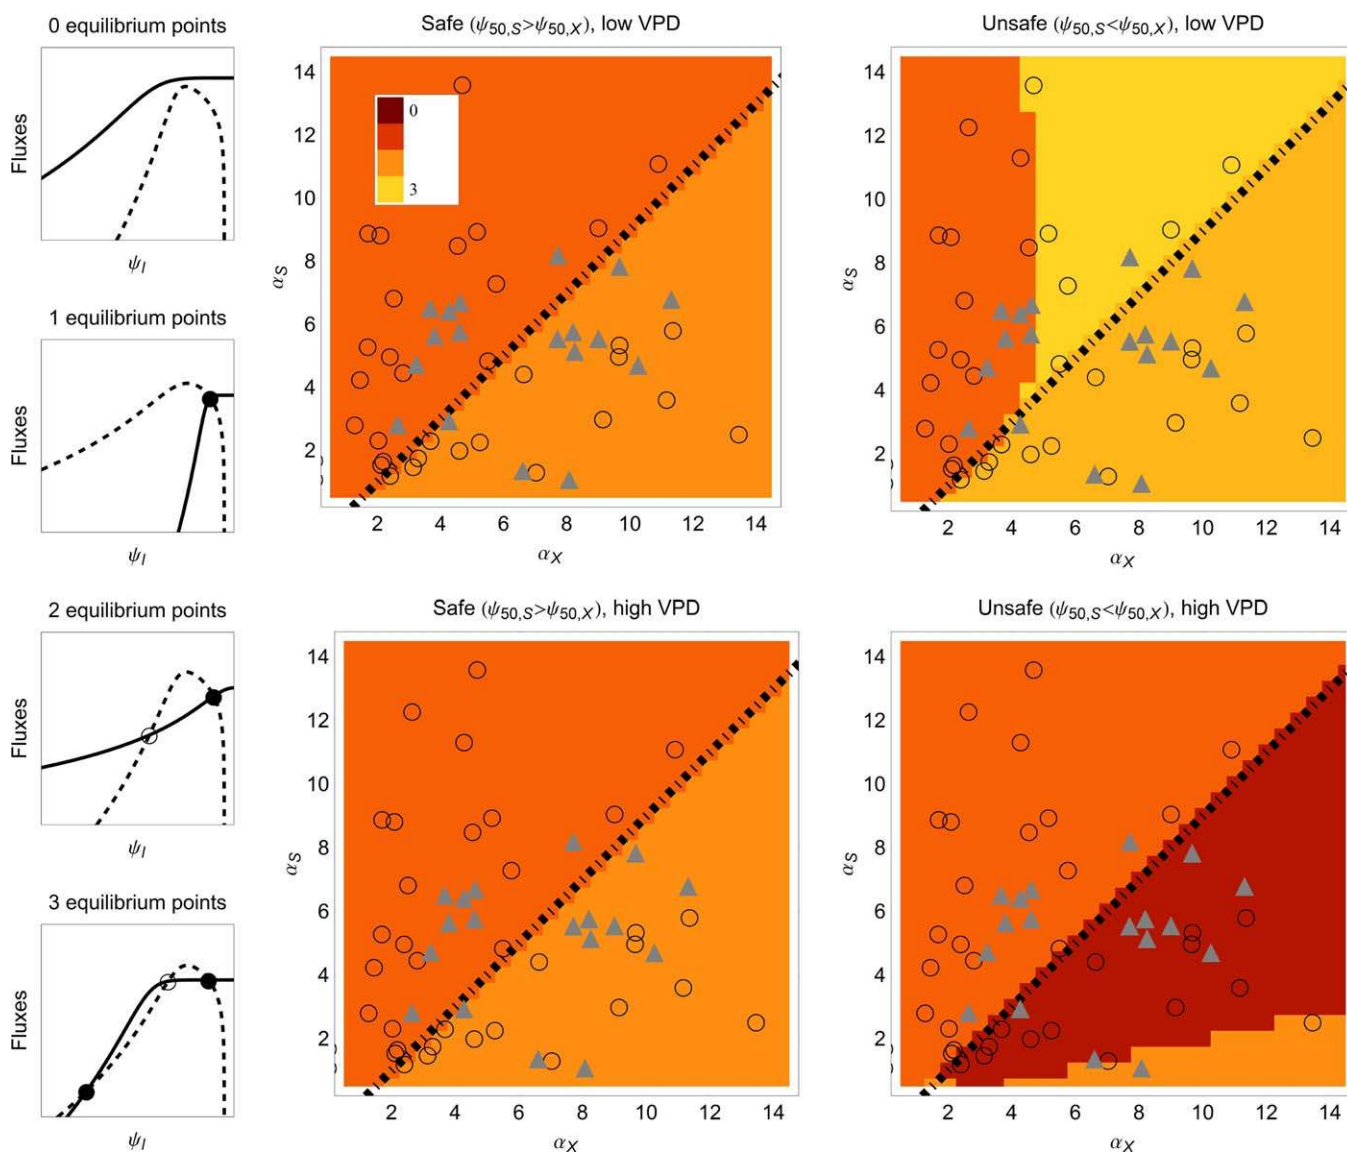 0 equilibrium points
Fluxes
ψl
1 equilibrium points
Fluxes
ψl
2 equilibrium points
Fluxes
ψl
3 equilibrium points
Fluxes
ψl
Safe (ψ50,S>ψ50,X), low VPD
0
3
14
12
10
8
6
4
2
αS
2 4 6 8 10 12 14
αX
Unsafe (ψ50,S<ψ50,X), low VPD
14
12
10
8
6
4
2
αS
2 4 6 8 10 12 14
αX
Safe (ψ50,S>ψ50,X), high VPD
14
12
10
8
6
4
2
αS
2 4 6 8 10 12 14
αX
Unsafe (ψ50,S<ψ50,X), high VPD
14
12
10
8
6
4
2
αS
2 4 6 8 10 12 14
αX